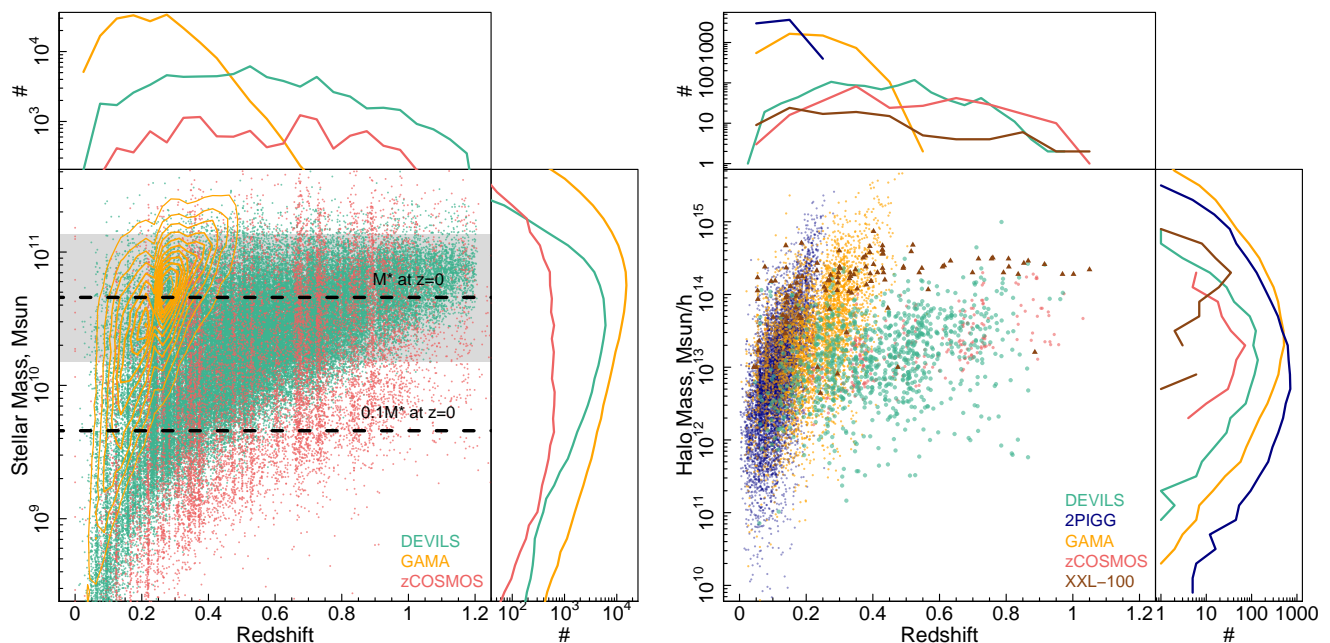 #
10^4
10^3
Stellar Mass, Msun
10^11
10^10
10^9
M* at z=0
0.1M* at z=0
DEVILS
GAMA
zCOSMOS
0 0.2 0.4 0.6 0.8 1 1.2
Redshift
10^2 10^3 10^4
#
#
1000
100
10
1
Halo Mass, Msun/h
10^15
10^14
10^13
10^12
10^11
10^10
DEVILS
2PIGG
GAMA
zCOSMOS
XXL−100
0 0.2 0.4 0.6 0.8 1 1.2
Redshift
1 10 100 1000
#